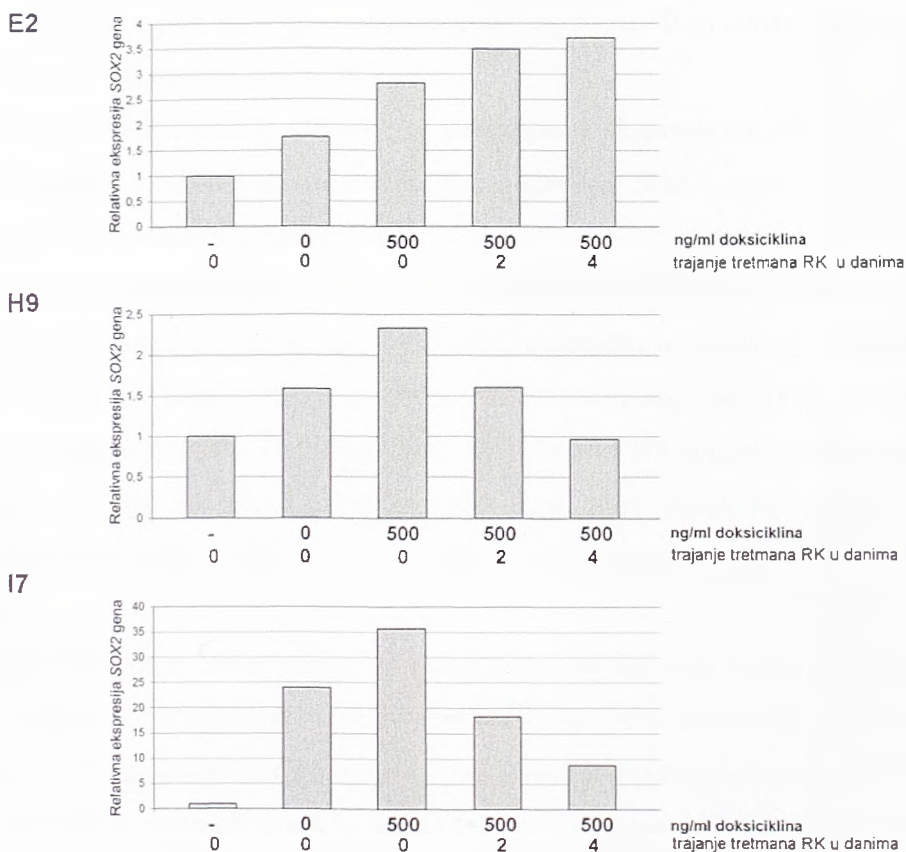 E2
Relativna ekspresija SOX2 gena
4
3.5
3
2.5
2
1.5
1
0.5
0
- 0 500 500 500 ng/ml doksiciklina
0 0 0 2 4 trajanje tretmana RK u danima
H9
Relativna ekspresija SOX2 gena
2.5
2
1.5
1
0.5
0
- 0 500 500 500 ng/ml doksiciklina
0 0 0 2 4 trajanje tretmana RK u danima
I7
Relativna ekspresija SOX2 gena
40
35
30
25
20
15
10
5
0
- 0 500 500 500 ng/ml doksiciklina
0 0 0 2 4 trajanje tretmana RK u danima